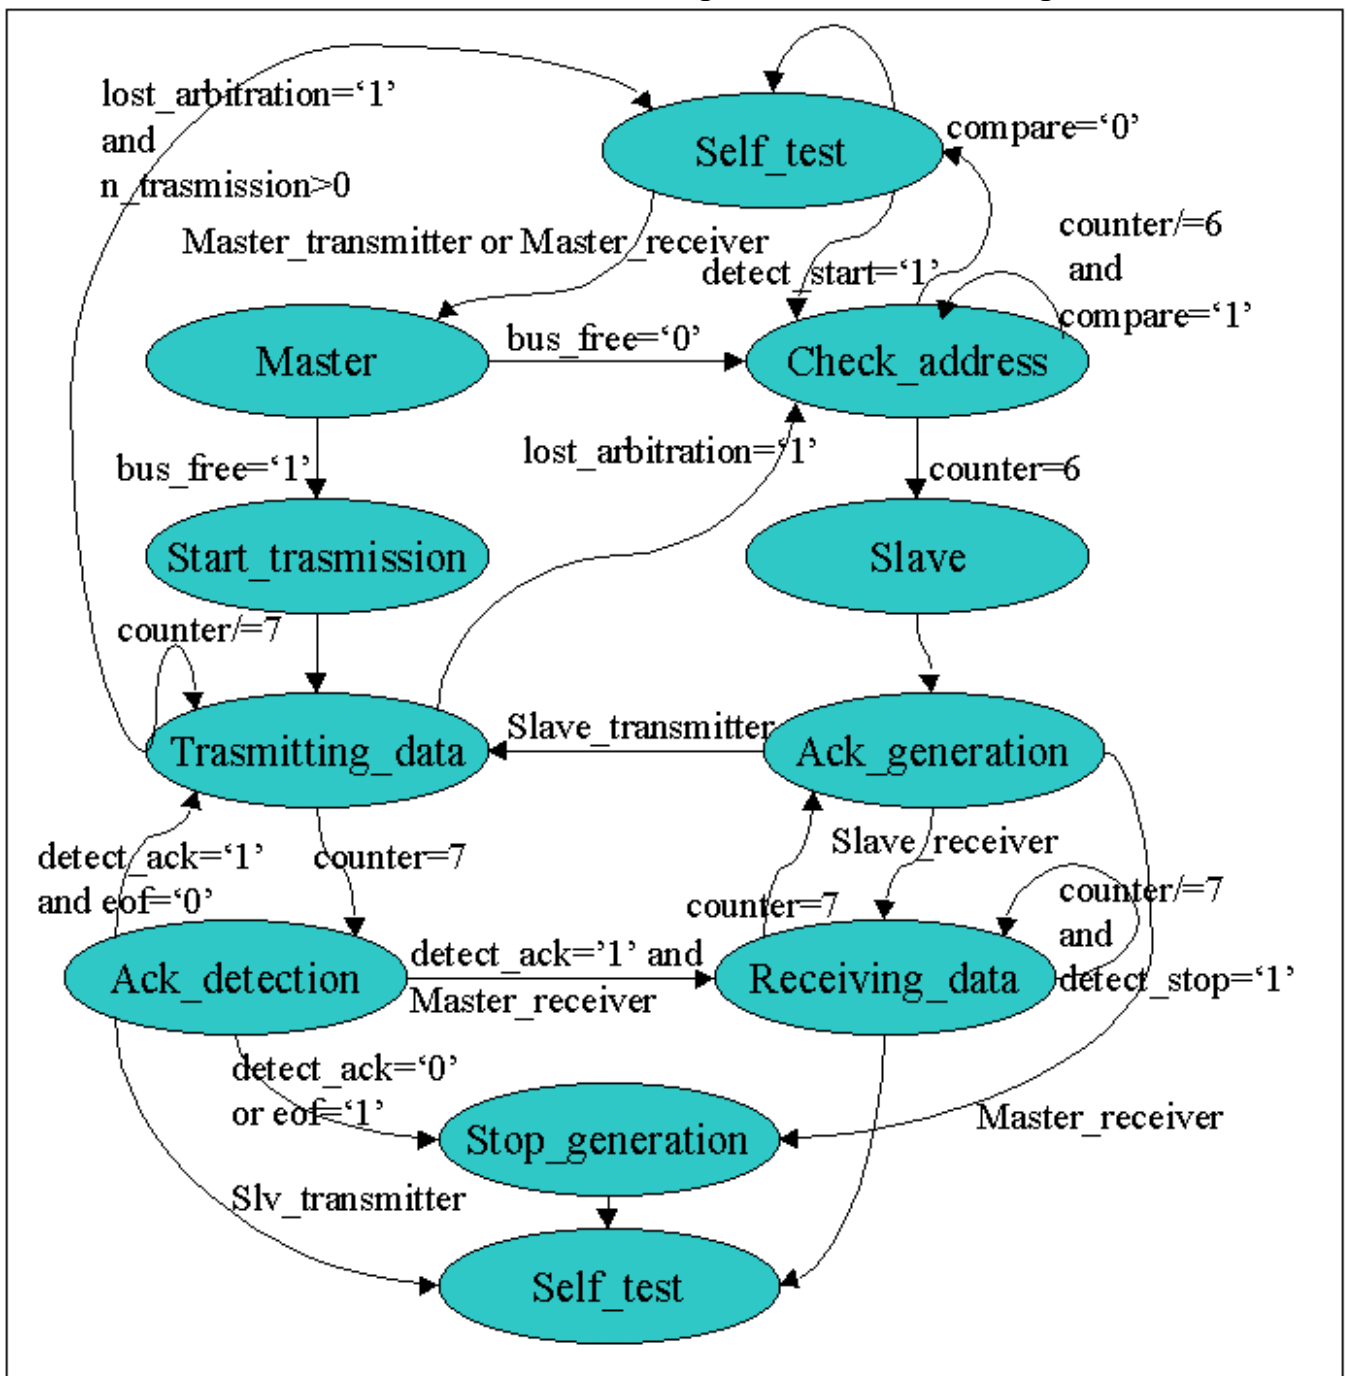 lost_arbitration=‘1’
and
n_trasmission>0
Self_test
compare=‘0’
counter/=6
and
compare=‘1’
Master_transmitter or Master_receiver
detect_start=‘1’
Master
bus_free=‘0’
Check_address
bus_free=‘1’
lost_arbitration=‘1’
counter=6
Start_trasmission
Slave
counter/=7
Trasmitting_data
Slave_transmitter
Ack_generation
detect_ack=‘1’
and eof=‘0’
counter=7
Slave_receiver
counter=7
counter/=7
and
detect_stop=‘1’
Ack_detection
detect_ack=’1’ and
Master_receiver
Receiving_data
detect_ack=‘0’
or eof=‘1’
Stop_generation
Master_receiver
Slv_transmitter
Self_test